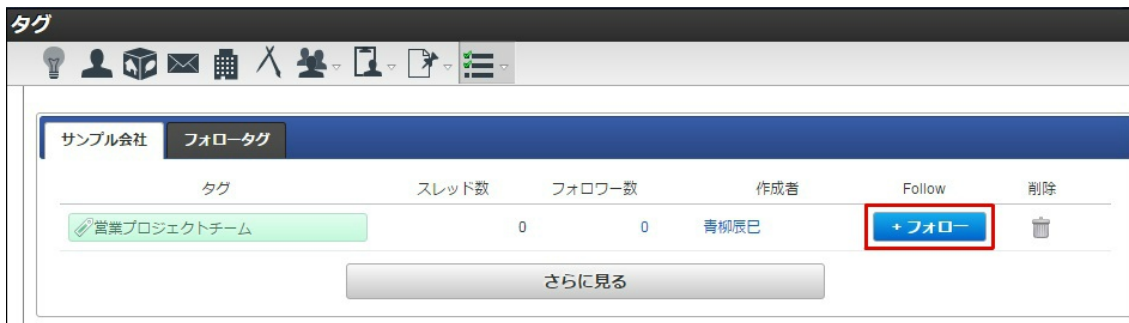 タグ
サンプル会社 フォロータグ
タグ スレッド数 フォロワー数 作成者 Follow 削除
営業プロジェクトチーム 0 0 青柳辰巳 + フォロー
さらに見る